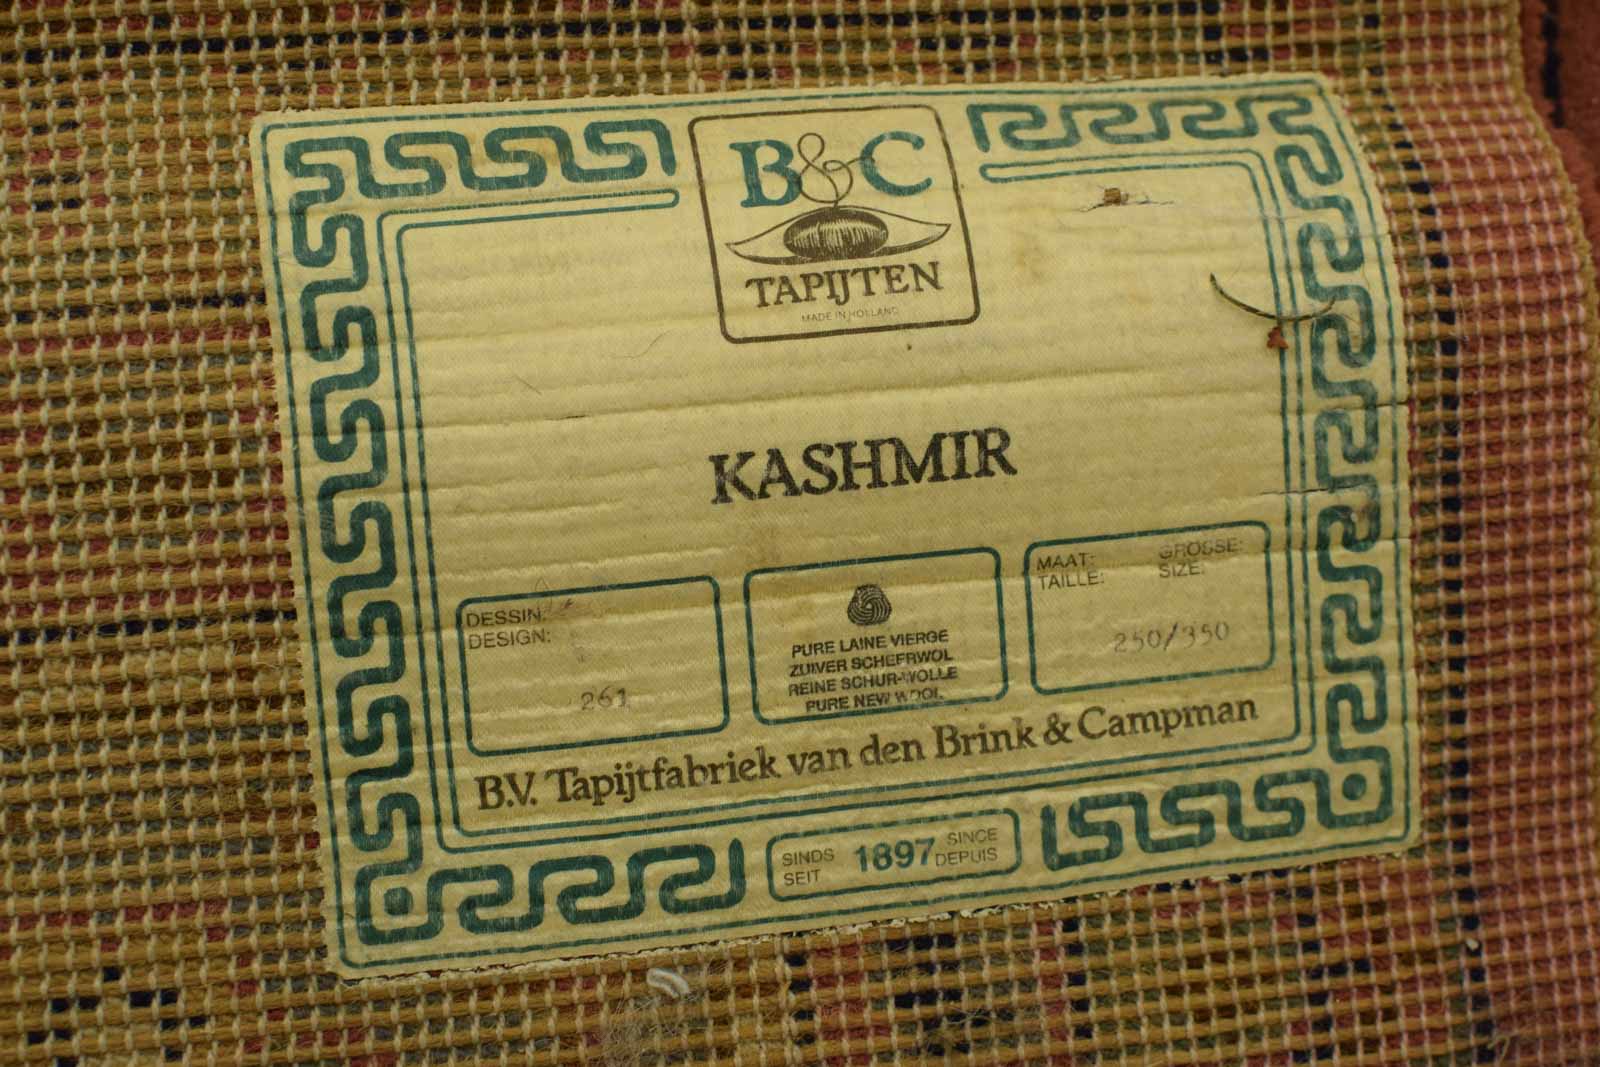 B&C
TAPIJTEN
MADE IN HOLLAND
KASHMIR
DESSIN:
DESIGN:
261
PURE LAINE VIERGE
ZUIVER SCHEERWOL
REINE SCHUR-WOLLE
PURE NEW WOOL
MAAT: GRÖSSE:
TAILLE: SIZE:
250/350
B.V. Tapijtfabriek van den Brink & Campman
SINDS 1897 SINCE
SEIT DEPUIS